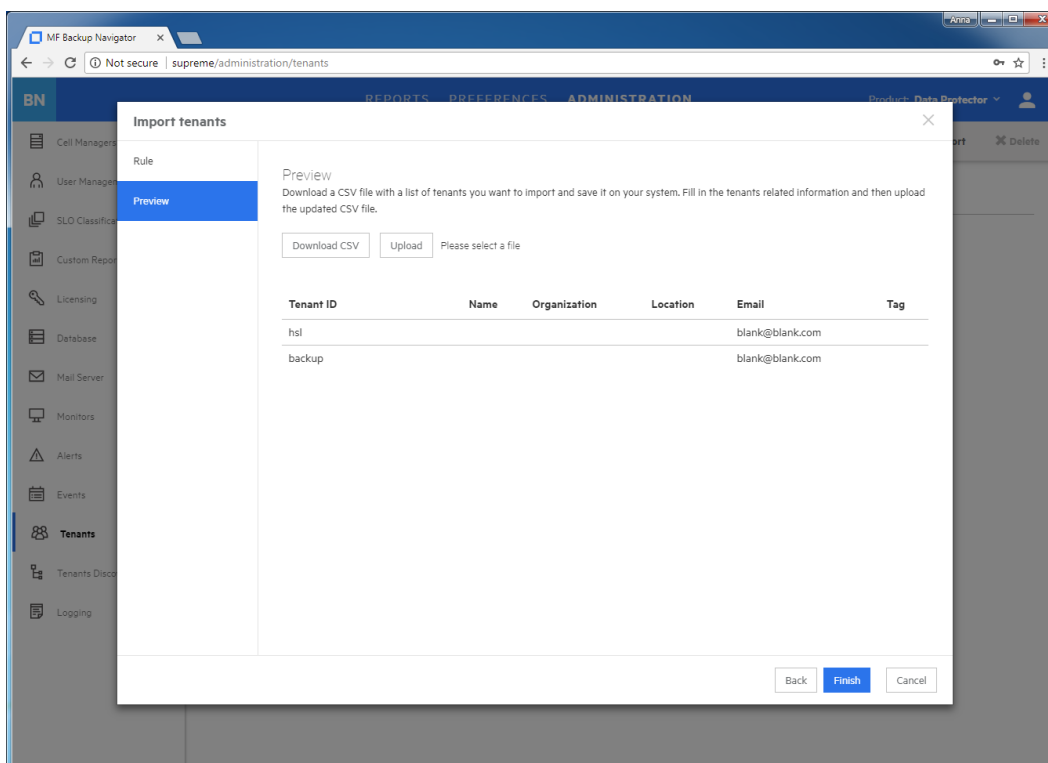 Anna
MF Backup Navigator
Not secure | supreme/administration/tenants
BN
REPORTS PREFERENCES ADMINISTRATION
Product: Data Protector
Import tenants
Delete
Cell Managers
Rule
User Managem
Preview
SLO Classifica
Custom Repor
Licensing
Database
Mail Server
Monitors
Alerts
Events
Tenants
Tenants Disco
Logging
Preview
Download a CSV file with a list of tenants you want to import and save it on your system. Fill in the tenants related information and then upload
the updated CSV file.
Download CSV Upload Please select a file
Tenant ID Name Organization Location Email Tag
hsl blank@blank.com
backup blank@blank.com
Back Finish Cancel